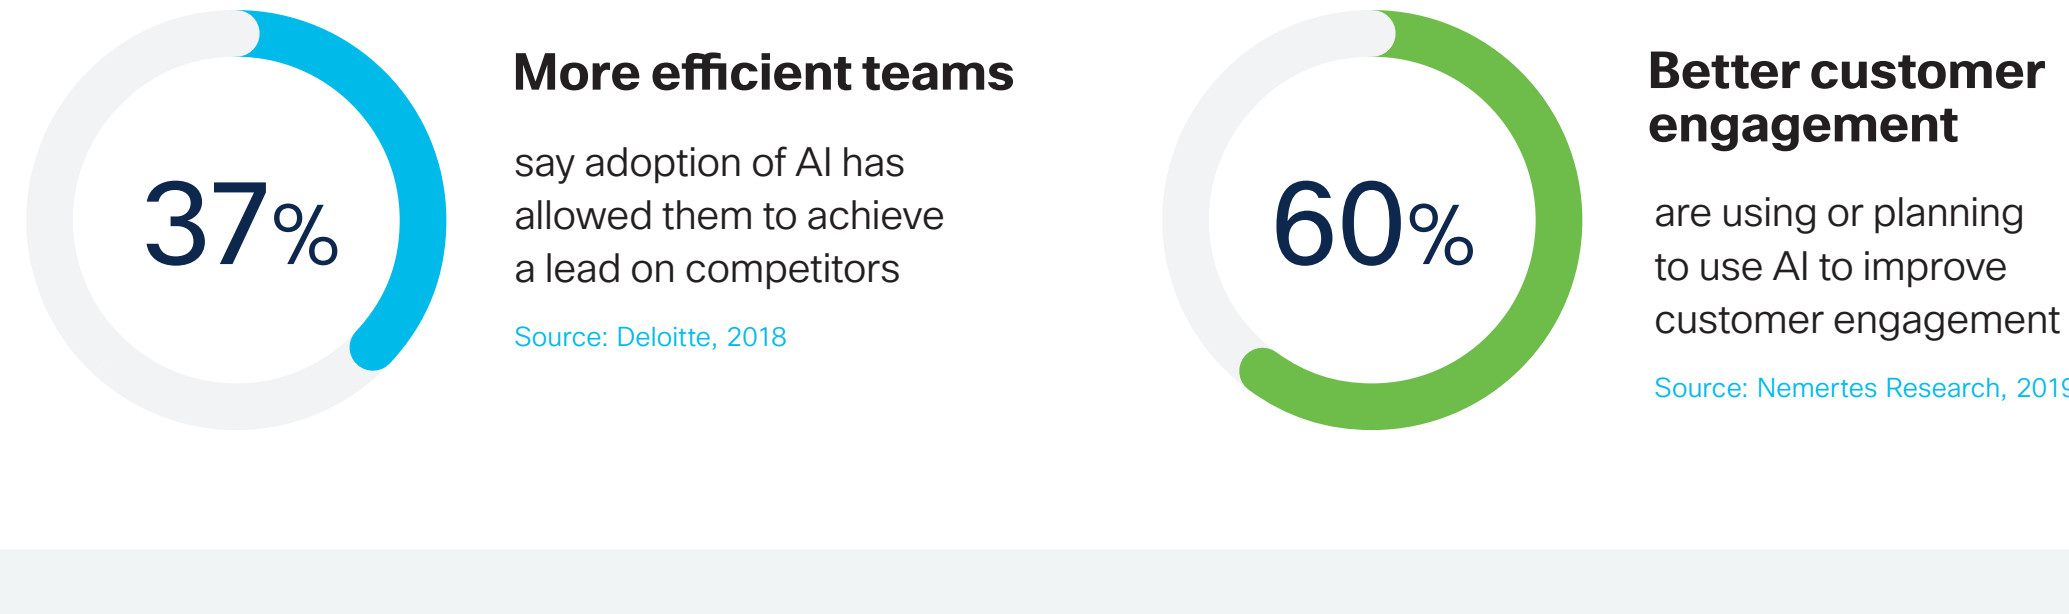 37%
More efficient teams
say adoption of AI has
allowed them to achieve
a lead on competitors
Source: Deloitte, 2018
60%
Better customer
engagement
are using or planning
to use AI to improve
customer engagement
Source: Nemertes Research, 2019